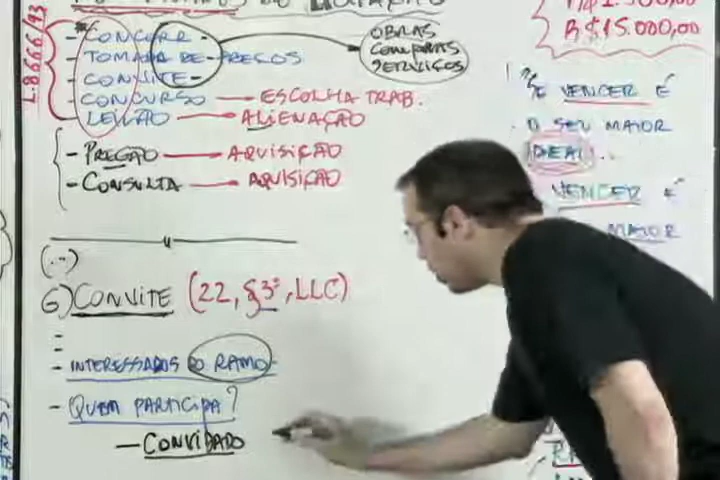 L.8666/93
- CONCORR -
- TOMADA DE PREÇOS
- CONVITE -
- CONCURSO — ESCOLHA TRAB.
- LEILÃO — ALIENAÇÃO
OBRAS
COMPRAS
SERVIÇOS
- PREGÃO — AQUISIÇÃO
- CONSULTA — AQUISIÇÃO
(...)
6) CONVITE (22, §3º, LLC)
- INTERESSADOS DO RAMO
- QUEM PARTICIPA?
— CONVIDADO
R$15.000,00
"SE VENCER É
O SEU MAIOR
IDEAL...
VENCER É
MAIOR